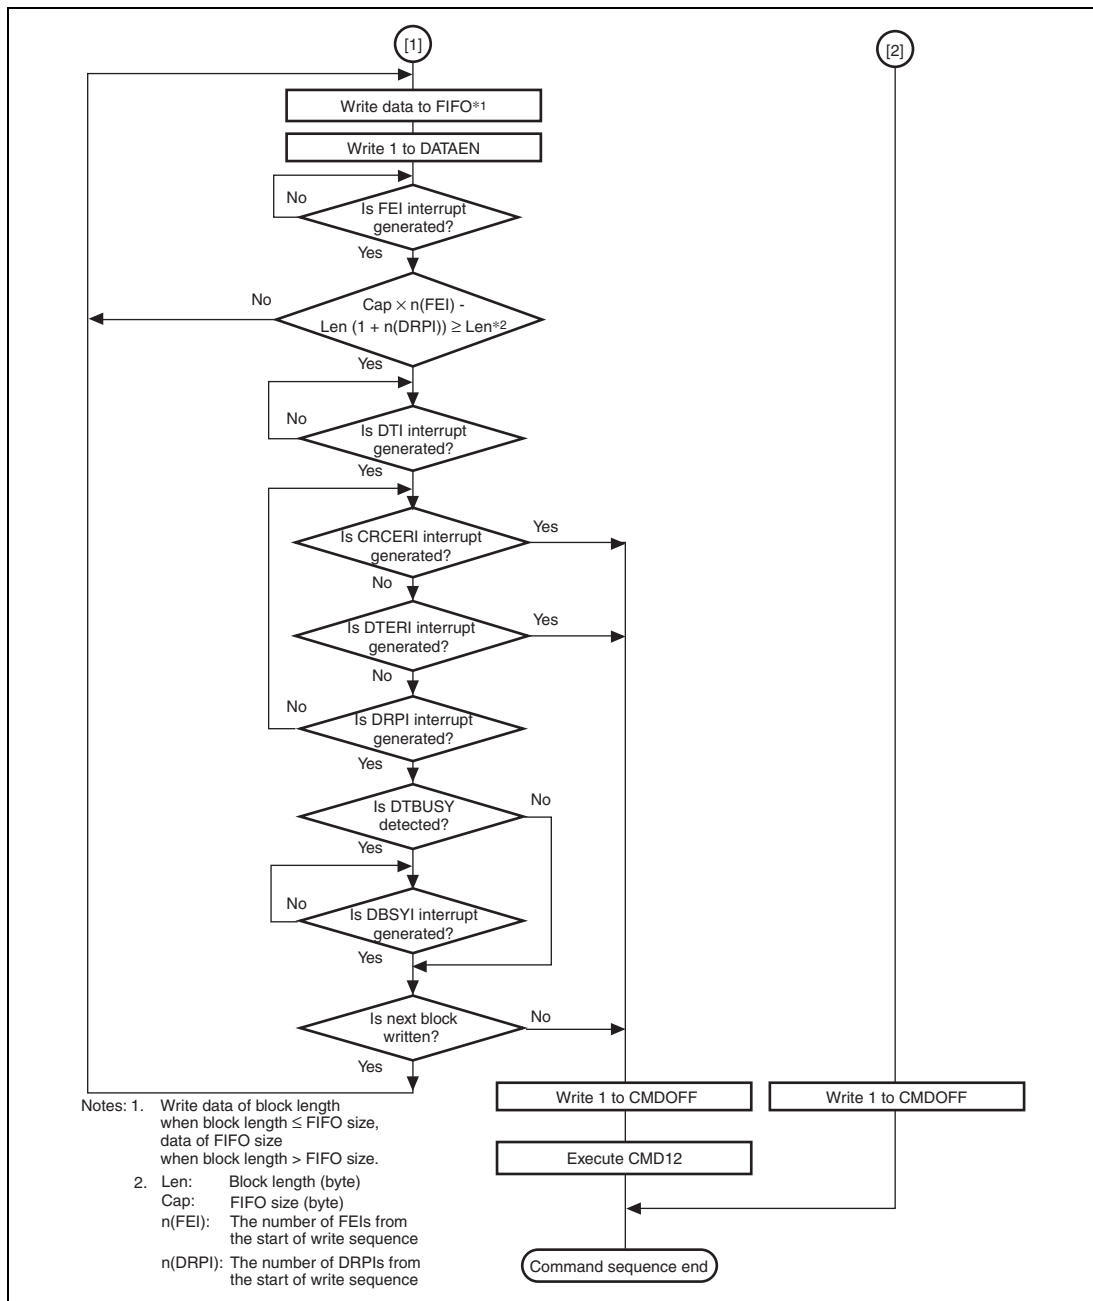 [1]
[2]
Write data to FIFO*1
Write 1 to DATAEN
No
Is FEI interrupt
generated?
Yes
No
Cap × n(FEI) -
Len (1 + n(DRPI)) ≥ Len*2
Yes
No
Is DTI interrupt
generated?
Yes
Is CRCERI interrupt
generated?
Yes
No
Is DTERI interrupt
generated?
Yes
No
No
Is DRPI interrupt
generated?
Yes
Is DTBUSY
detected?
No
Yes
No
Is DBSYI interrupt
generated?
Yes
Is next block
written?
No
Yes
Write 1 to CMDOFF
Write 1 to CMDOFF
Execute CMD12
Command sequence end
Notes: 1. Write data of block length
when block length ≤ FIFO size,
data of FIFO size
when block length > FIFO size.
2. Len: Block length (byte)
Cap: FIFO size (byte)
n(FEI): The number of FEIs from
the start of write sequence
n(DRPI): The number of DRPIs from
the start of write sequence